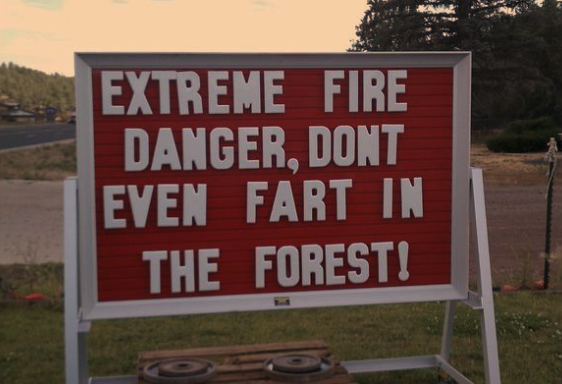 EXTREME FIRE
DANGER, DONT
EVEN FART IN
THE FOREST!